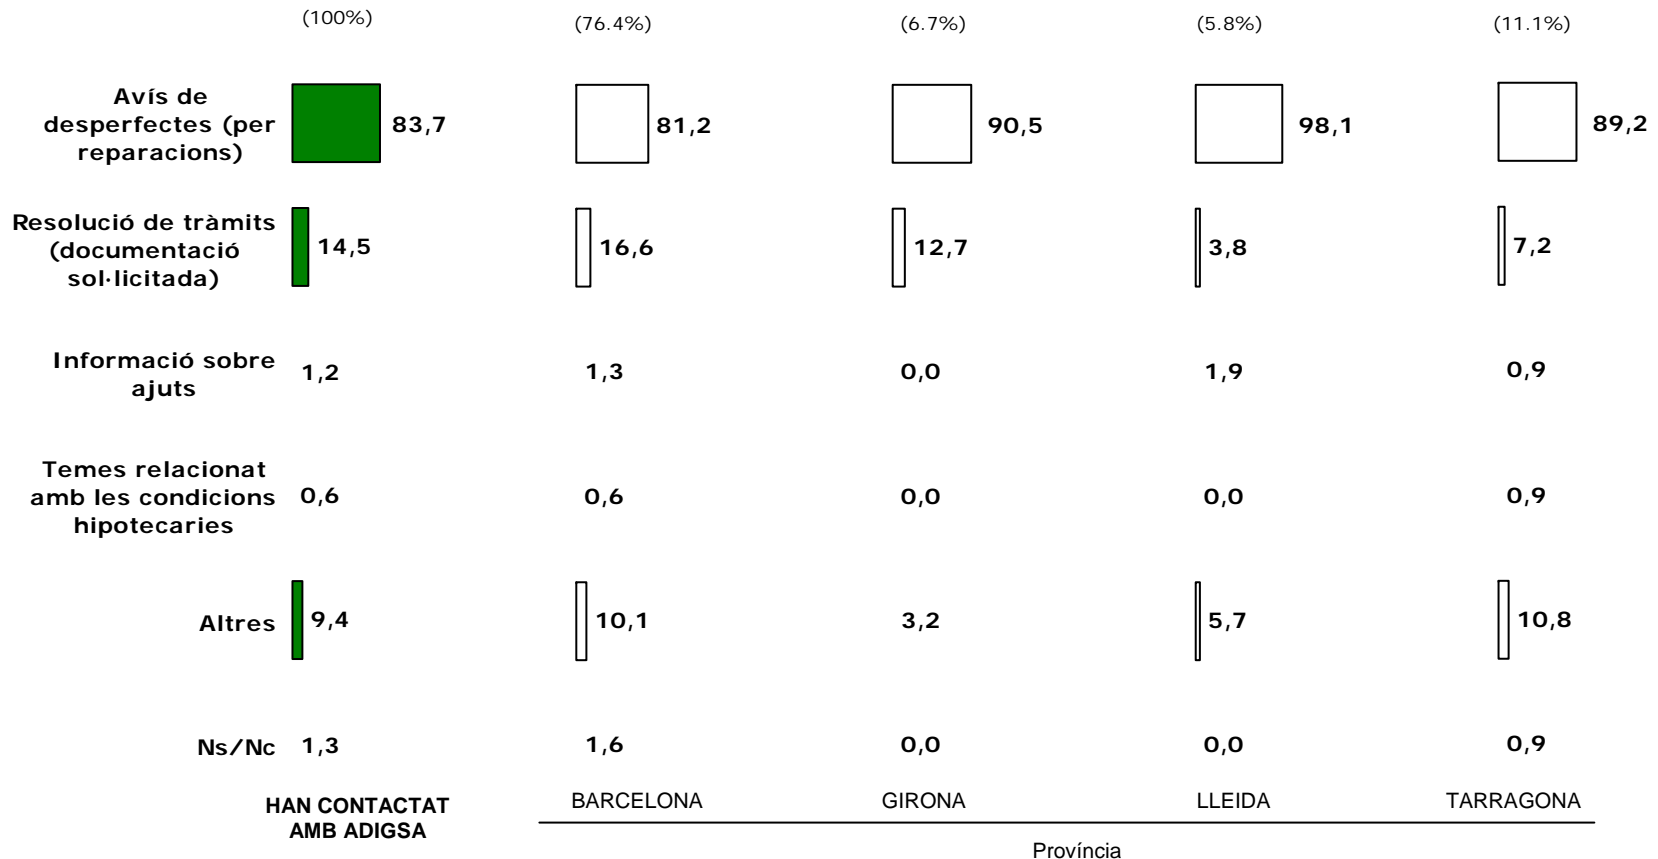 (100%) (76.4%) (6.7%) (5.8%) (11.1%)
Avís de
desperfectes (per
reparacions)
83,7 81,2 90,5 98,1 89,2
Resolució de tràmits
(documentació
sol·licitada)
14,5 16,6 12,7 3,8 7,2
Informació sobre
ajuts
1,2 1,3 0,0 1,9 0,9
Temes relacionat
amb les condicions
hipotecaries
0,6 0,6 0,0 0,0 0,9
Altres 9,4 10,1 3,2 5,7 10,8
Ns/Nc 1,3 1,6 0,0 0,0 0,9
HAN CONTACTAT
AMB ADIGSA
BARCELONA GIRONA LLEIDA TARRAGONA
Província